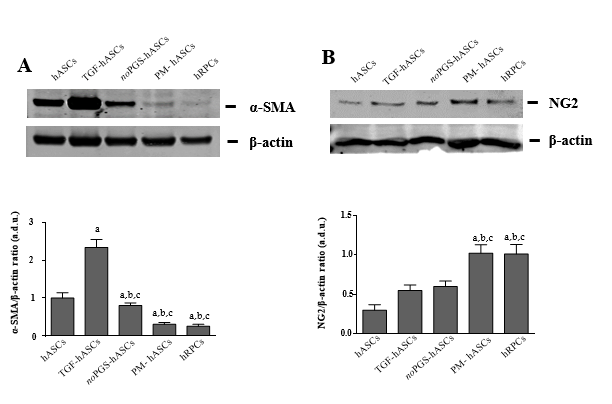 A
hASCs
TGF-hASCs
noPGS-hASCs
PM- hASCs
hRPCs
α-SMA
β-actin
α-SMA/β-actin ratio (a.d.u.)
3
2
1
0
a
a,b,c
a,b,c
a,b,c
hASCs
TGF-hASCs
noPGS-hASCs
PM- hASCs
hRPCs
B
hASCs
TGF-hASCs
noPGS-hASCs
PM- hASCs
hRPCs
NG2
β-actin
NG2/β-actin ratio (a.d.u.)
1.5
1.0
0.5
0.0
a,b,c
a,b,c
hASCs
TGF-hASCs
noPGS-hASCs
PM- hASCs
hRPCs